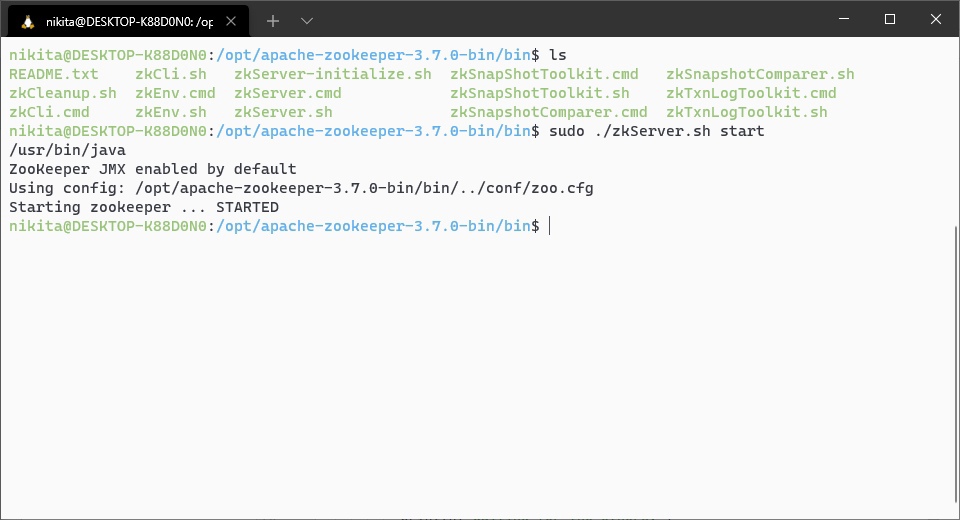 nikita@DESKTOP-K88D0N0: /op
nikita@DESKTOP-K88D0N0:/opt/apache-zookeeper-3.7.0-bin/bin$ ls
README.txt zkCli.sh zkServer-initialize.sh zkSnapShotToolkit.cmd zkSnapshotComparer.sh
zkCleanup.sh zkEnv.cmd zkServer.cmd zkSnapShotToolkit.sh zkTxnLogToolkit.cmd
zkCli.cmd zkEnv.sh zkServer.sh zkSnapshotComparer.cmd zkTxnLogToolkit.sh
nikita@DESKTOP-K88D0N0:/opt/apache-zookeeper-3.7.0-bin/bin$ sudo ./zkServer.sh start
/usr/bin/java
ZooKeeper JMX enabled by default
Using config: /opt/apache-zookeeper-3.7.0-bin/bin/../conf/zoo.cfg
Starting zookeeper ... STARTED
nikita@DESKTOP-K88D0N0:/opt/apache-zookeeper-3.7.0-bin/bin$